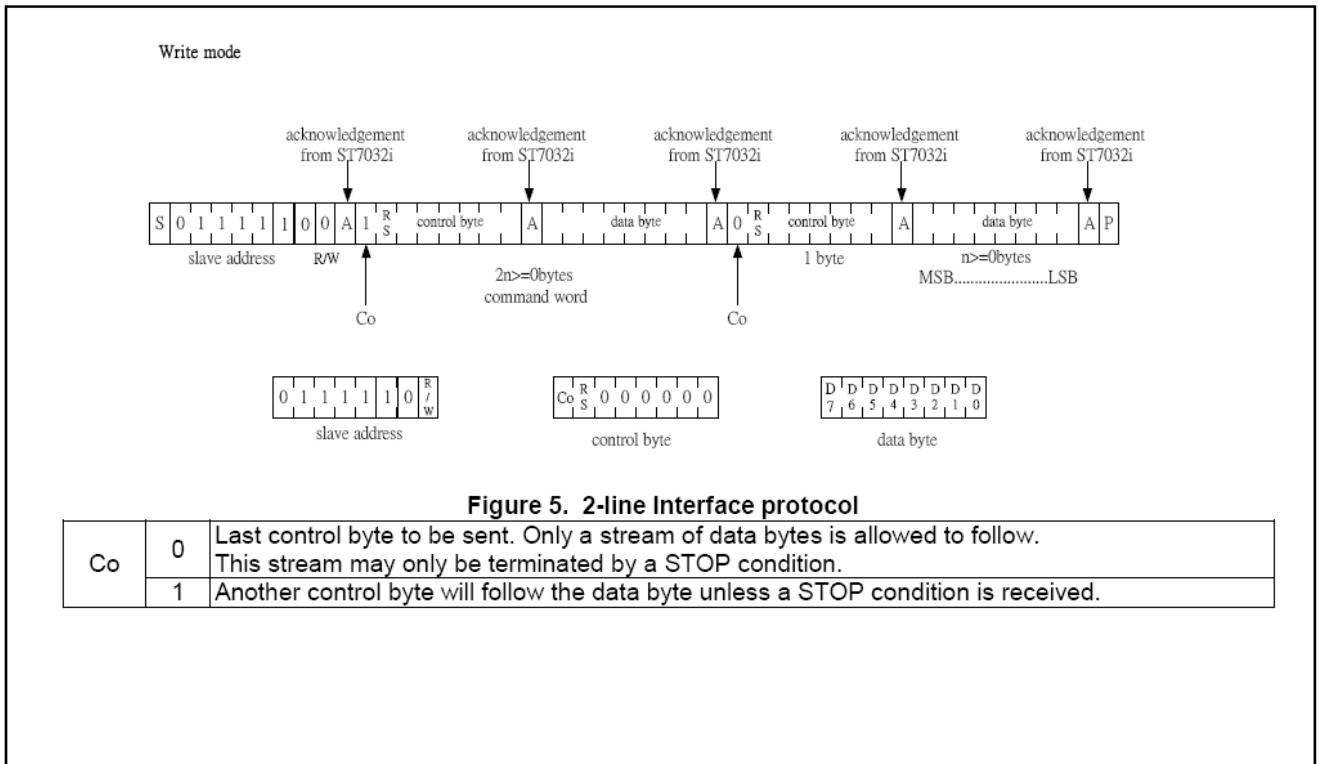 Write mode
acknowledgement from ST7032i
acknowledgement from ST7032i
acknowledgement from ST7032i
acknowledgement from ST7032i
acknowledgement from ST7032i
S 0 1 1 1 1 1 0 0 A 1 RS control byte A data byte A 0 RS control byte A data byte A P
slave address R/W 2n>=0bytes command word 1 byte n>=0bytes
MSB.......................LSB
Co Co
0 1 1 1 1 1 0 R/W Co RS 0 0 0 0 0 0 D7 D6 D5 D4 D3 D2 D1 D0
slave address control byte data byte
Figure 5. 2-line Interface protocol
Co 0 Last control byte to be sent. Only a stream of data bytes is allowed to follow.
This stream may only be terminated by a STOP condition.
1 Another control byte will follow the data byte unless a STOP condition is received.